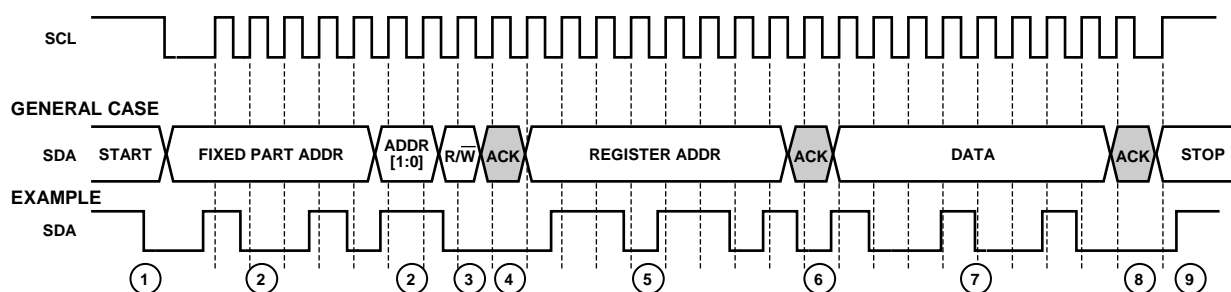 SCL
GENERAL CASE
SDA START FIXED PART ADDR ADDR [1:0] R/W̅ ACK REGISTER ADDR ACK DATA ACK STOP
EXAMPLE
SDA
1 2 2 3 4 5 6 7 8 9